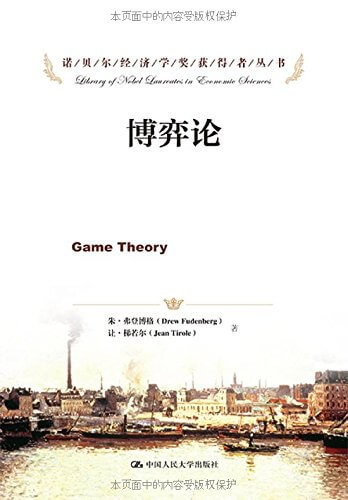 本页面中的内容受版权保护
诺/贝/尔/经/济/学/奖/获/得/者/丛/书
Library of Nobel Laureates in Economic Sciences
博弈论
Game Theory
朱·弗登博格(Drew Fudenberg)
让·梯若尔(Jean Tirole) 著
中国人民大学出版社
本页面中的内容受版权保护